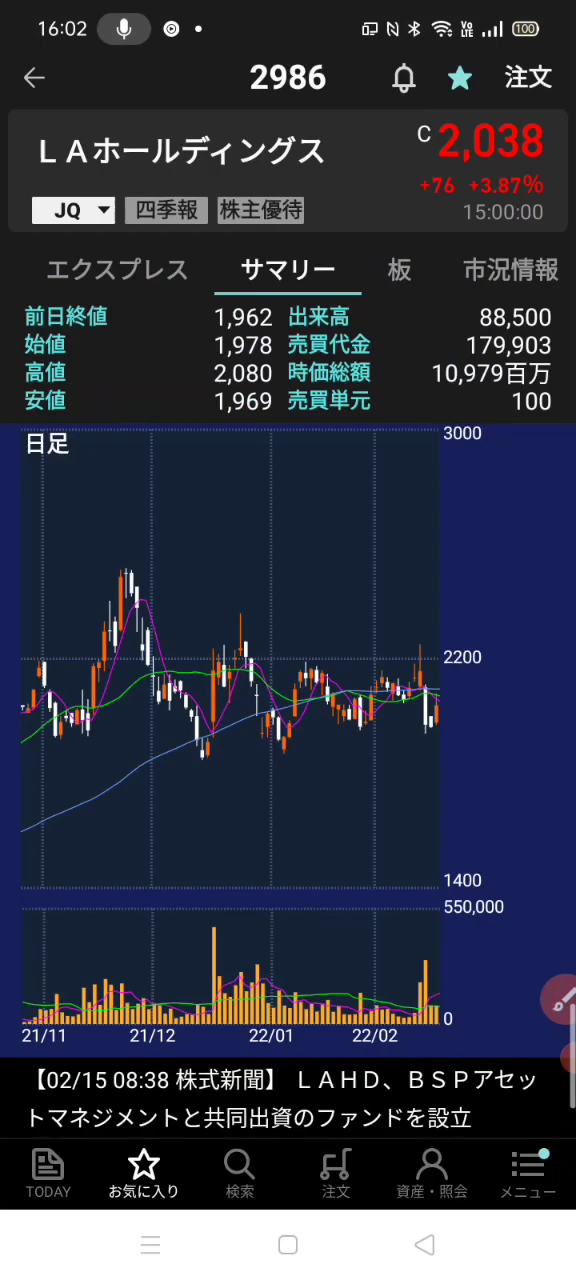 16:02
VO LTE
100
2986
注文
ＬＡホールディングス
C 2,038
+76 +3.87%
JQ 四季報 株主優待
15:00:00
エクスプレス サマリー 板 市況情報
前日終値 1,962 出来高 88,500
始値 1,978 売買代金 179,903
高値 2,080 時価総額 10,979百万
安値 1,969 売買単元 100
日足
3000
2200
1400
550,000
0
21/11 21/12 22/01 22/02
【02/15 08:38 株式新聞】 ＬＡＨＤ、ＢＳＰアセッ
トマネジメントと共同出資のファンドを設立
TODAY お気に入り 検索 注文 資産・照会 メニュー